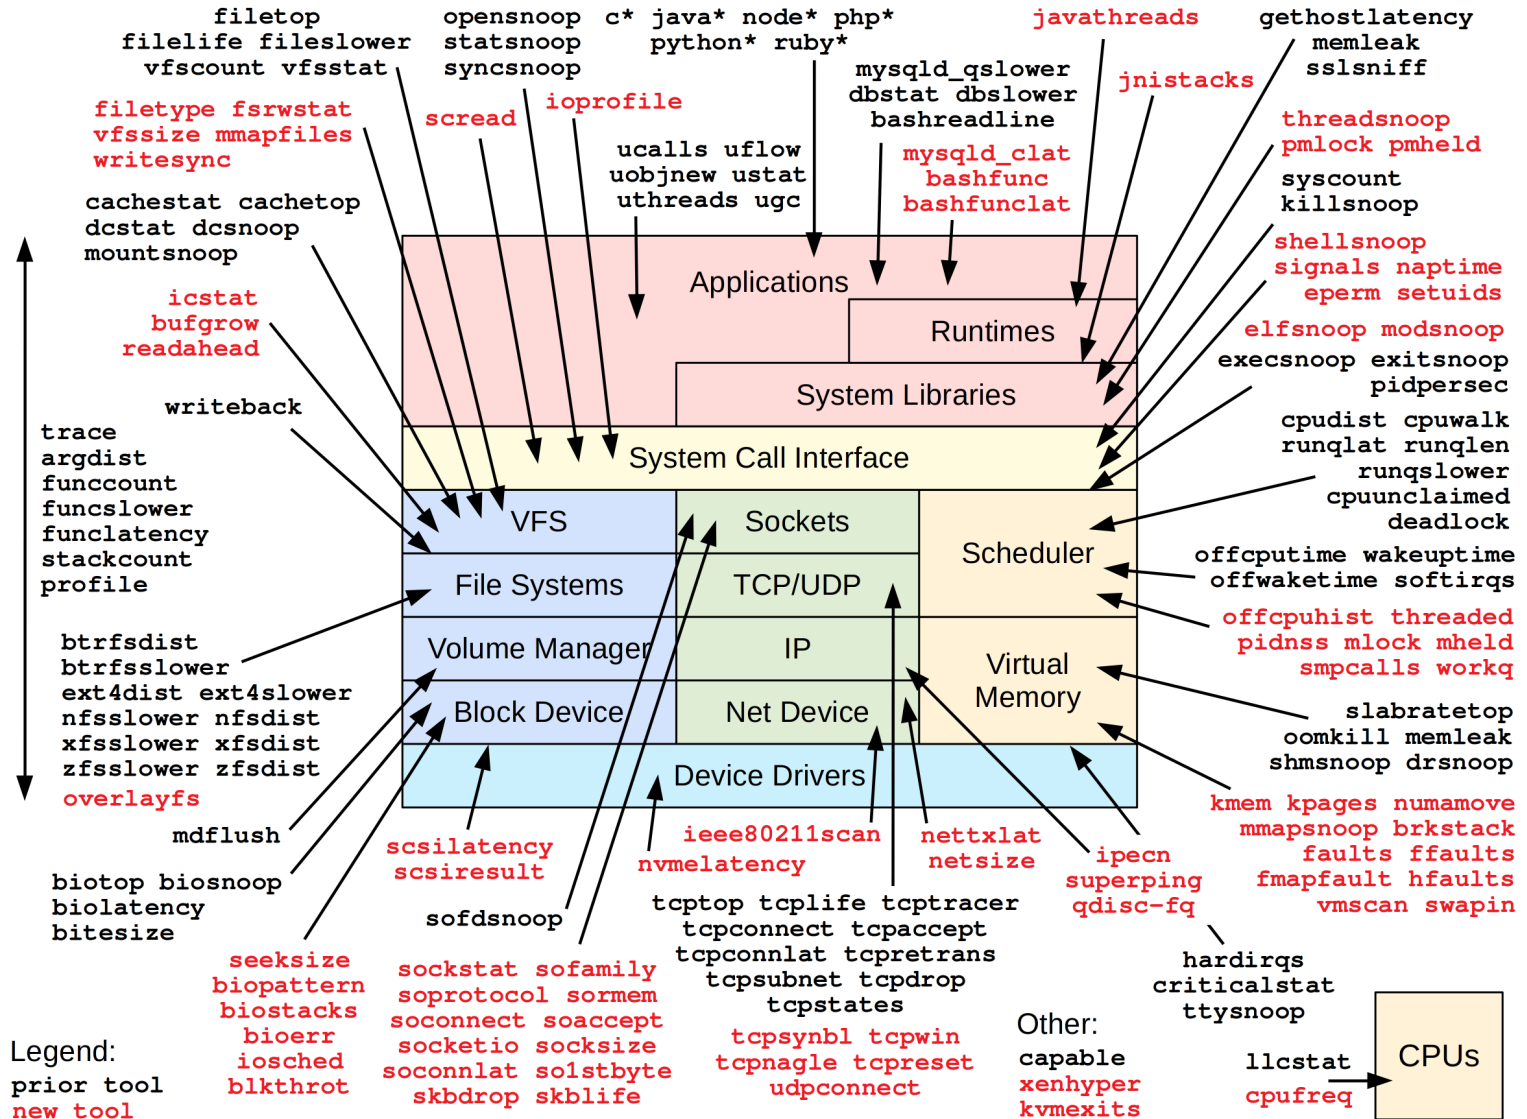 filetop
filelife fileslower
vfscount vfsstat
opensnoop
statsnoop
syncsnoop
c* java* node* php*
python* ruby*
javathreads
gethostlatency
memleak
sslsniff
mysqld_qslower
dbstat dbslower
bashreadline
jnistacks
filetype fsrwstat
vfssize mmapfiles
writesync
scread
ioprofile
threadsnoop
pmlock pmheld
ucalls uflow
uobjnew ustat
uthreads ugc
mysqld_clat
bashfunc
bashfunclat
syscount
killsnoop
cachestat cachetop
dcstat dcsnoop
mountsnoop
shellsnoop
signals naptime
eperm setuids
icstat
bufgrow
readahead
elfsnoop modsnoop
execsnoop exitsnoop
pidpersec
Applications
Runtimes
System Libraries
System Call Interface
writeback
trace
argdist
funccount
funcslower
funclatency
stackcount
profile
cpudist cpuwalk
runqlat runqlen
runqslower
cpuunclaimed
deadlock
VFS
Sockets
Scheduler
File Systems
TCP/UDP
offcputime wakeuptime
offwaketime softirqs
offcpuhist threaded
pidnss mlock mheld
smpcalls workq
Volume Manager
IP
Virtual
Memory
Block Device
Net Device
Device Drivers
btrfsdist
btrfsslower
ext4dist ext4slower
nfsslower nfsdist
xfsslower xfsdist
zfsslower zfsdist
overlayfs
slabratetop
oomkill memleak
shmsnoop drsnoop
kmem kpages numamove
mmapsnoop brkstack
faults ffaults
fmapfault hfaults
vmscan swapin
mdflush
scsilatency
scsiresult
nvmelatency
ieee80211scan
nettxlat
netsize
ipecn
superping
qdisc-fq
biotop biosnoop
biolatency
bitesize
sofdsnoop
tcptop tcplife tcptracer
tcpconnect tcpaccept
tcpconnlat tcpretrans
tcpsubnet tcpdrop
tcpstates
hardirqs
criticalstat
ttysnoop
seeksize
biopattern
biostacks
bioerr
iosched
blkthrot
sockstat sofamily
soprotocol sormem
soconnect soaccept
socketio socksize
soconnlat so1stbyte
skbdrop skblife
tcpsynbl tcpwin
tcpnagle tcpreset
udpconnect
Other:
capable
xenhyper
kvmexits
llcstat
cpufreq
CPUs
Legend:
prior tool
new tool